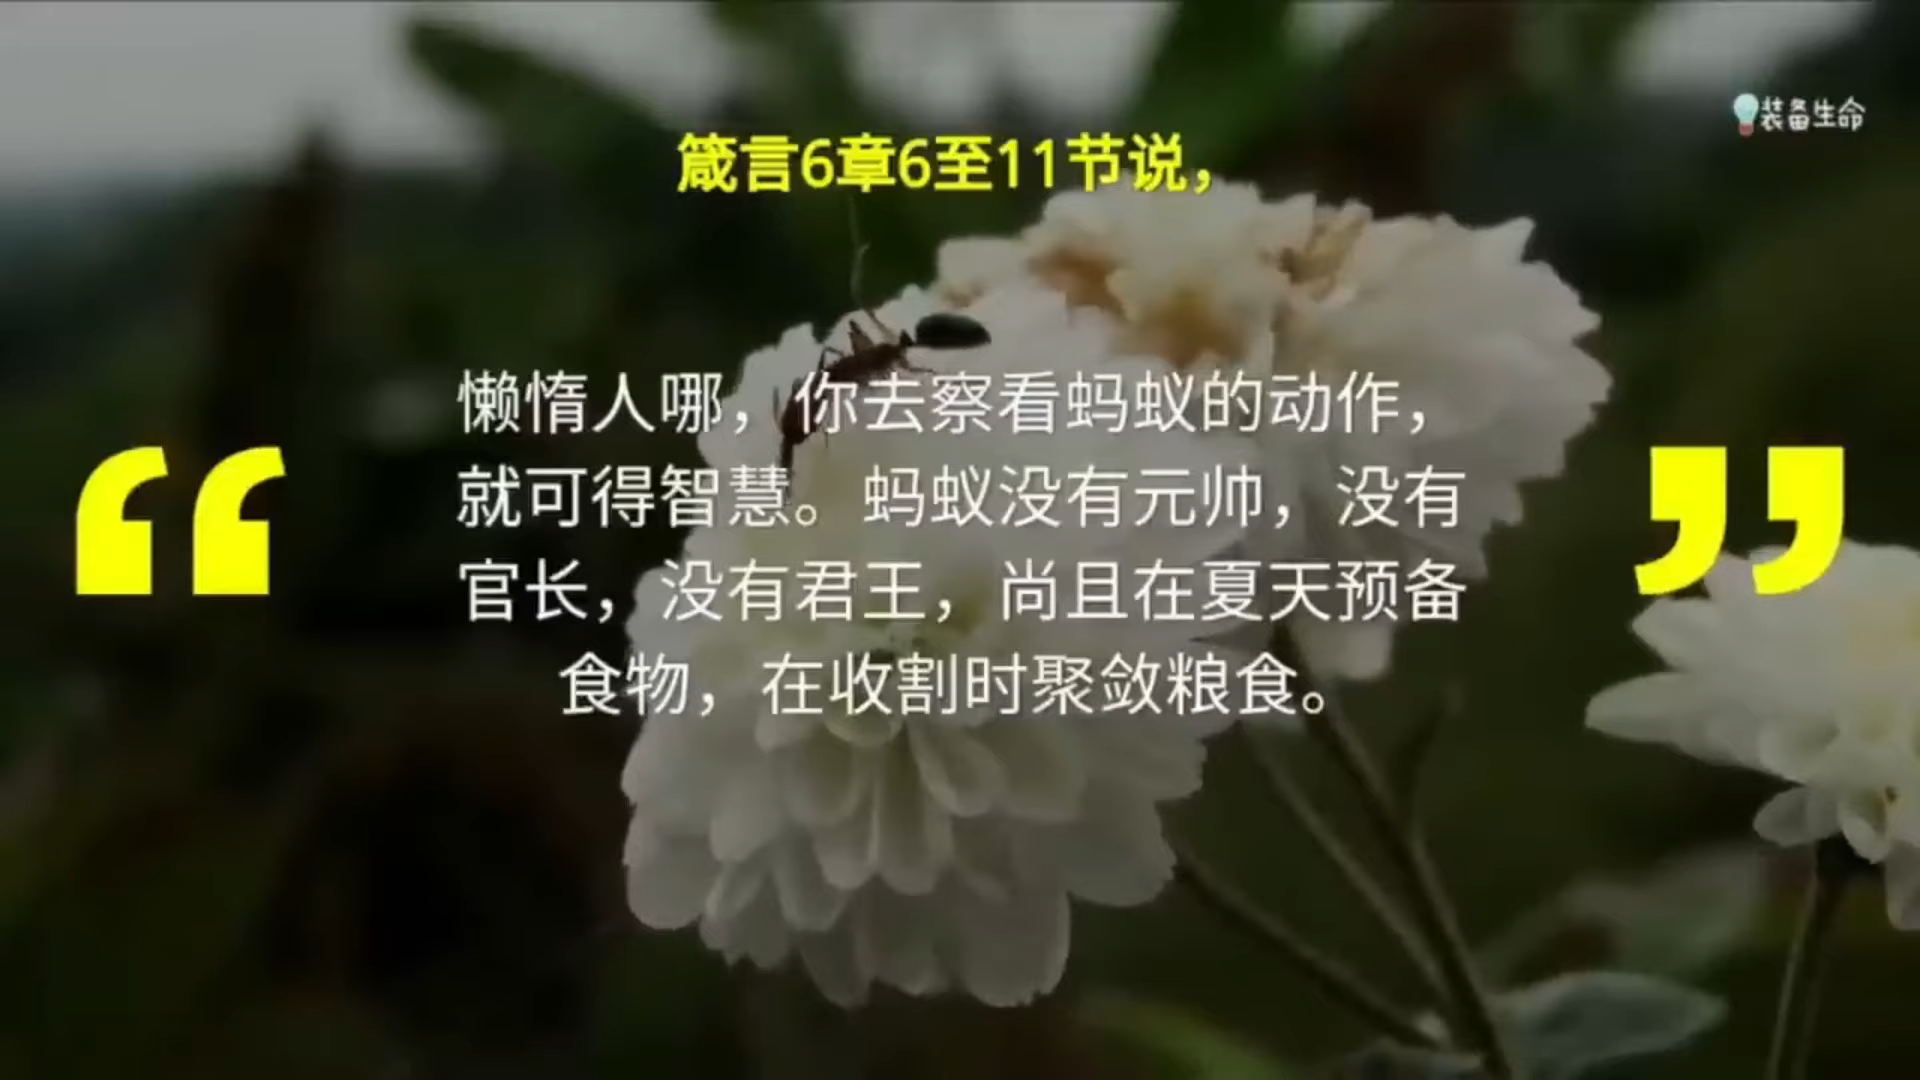 装备生命
箴言6章6至11节说，
“懒惰人哪，你去察看蚂蚁的动作，
就可得智慧。蚂蚁没有元帅，没有
官长，没有君王，尚且在夏天预备
食物，在收割时聚敛粮食。”